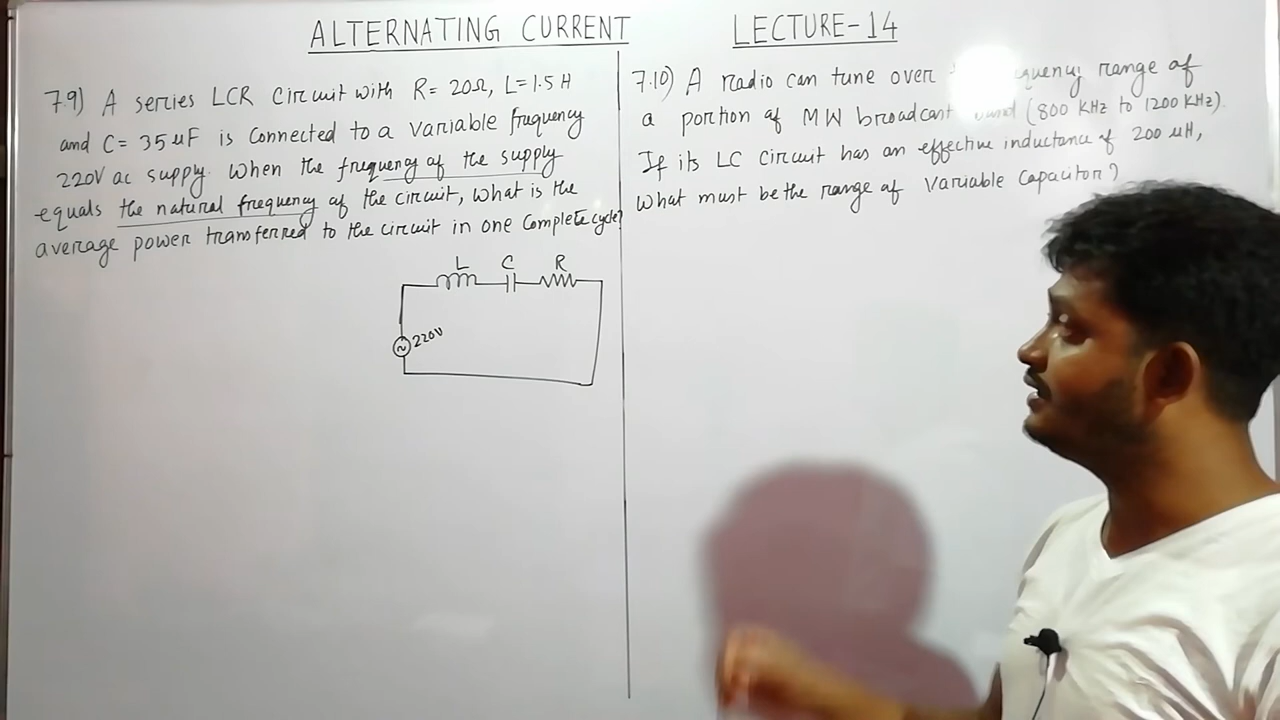 ALTERNATING CURRENT LECTURE-14
7.9) A series LCR Circuit with R = 20Ω, L = 1.5 H
and C = 35 μF is connected to a variable frequency
220V ac supply. When the frequency of the supply
equals the natural frequency of the circuit, What is the
average power transferred to the circuit in one complete cycle?
L C R
220V
7.10) A radio can tune over range of
a portion of MW broadcast (800 KHz to 1200 KHz).
If its LC Circuit has an effective inductance of 200 μH,
What must be the range of Variable Capacitor?